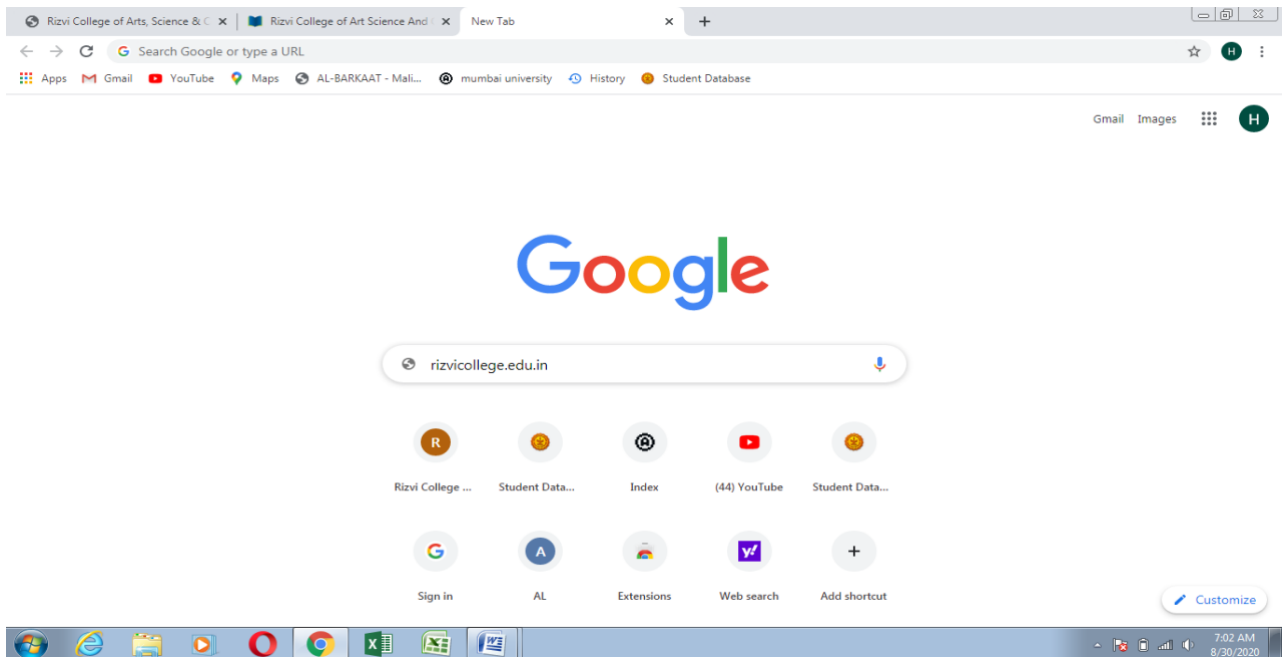 Rizvi College of Arts, Science & C Rizvi College of Art Science And New Tab
Search Google or type a URL H
Apps Gmail YouTube Maps AL-BARKAAT - Mali... mumbai university History Student Database
Gmail Images H
Google
rizvicollege.edu.in
R
Rizvi College ... Student Data... Index (44) YouTube Student Data...
G A y!
Sign in AL Extensions Web search Add shortcut
Customize
7:02 AM
8/30/2020